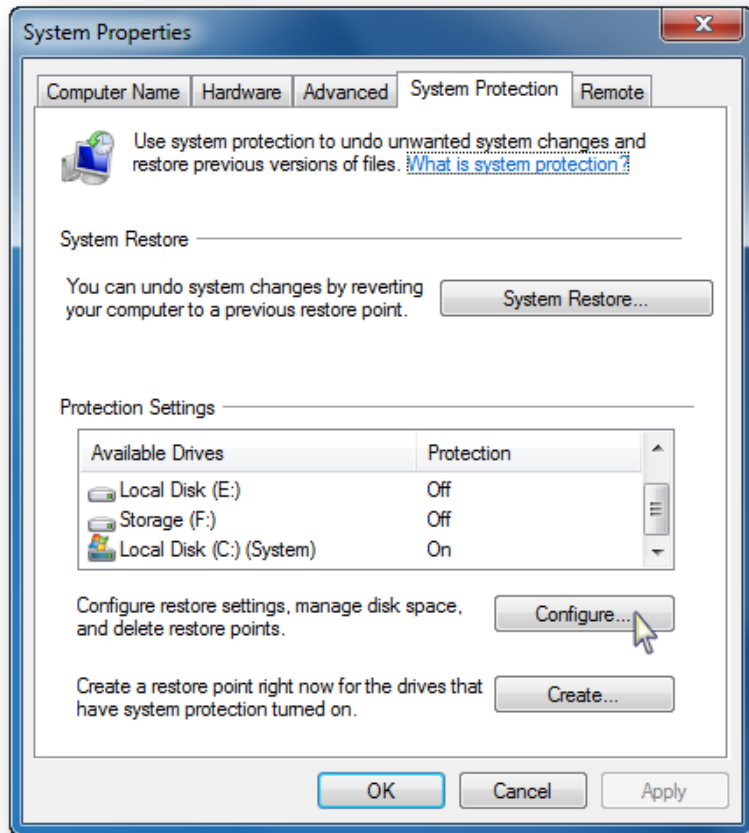 System Properties
Computer Name Hardware Advanced System Protection Remote
Use system protection to undo unwanted system changes and
restore previous versions of files. What is system protection?
System Restore
You can undo system changes by reverting
your computer to a previous restore point.
System Restore...
Protection Settings
Available Drives Protection
Local Disk (E:) Off
Storage (F:) Off
Local Disk (C:) (System) On
Configure restore settings, manage disk space,
and delete restore points.
Configure...
Create a restore point right now for the drives that
have system protection turned on.
Create...
OK Cancel Apply